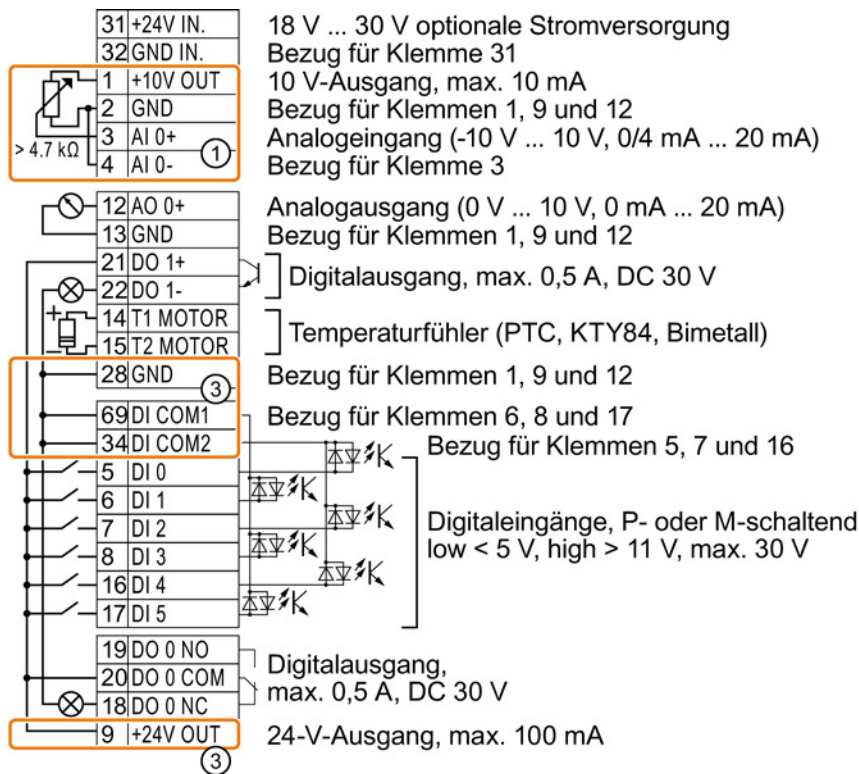 31 +24V IN. 18 V ... 30 V optionale Stromversorgung
32 GND IN. Bezug für Klemme 31
1 +10V OUT 10 V-Ausgang, max. 10 mA
2 GND Bezug für Klemmen 1, 9 und 12
3 AI 0+ Analogeingang (-10 V ... 10 V, 0/4 mA ... 20 mA)
> 4.7 kΩ 1
4 AI 0- Bezug für Klemme 3
12 AO 0+ Analogausgang (0 V ... 10 V, 0 mA ... 20 mA)
13 GND Bezug für Klemmen 1, 9 und 12
21 DO 1+
Digitalausgang, max. 0,5 A, DC 30 V
22 DO 1-
+ 14 T1 MOTOR
Temperaturfühler (PTC, KTY84, Bimetall)
− 15 T2 MOTOR
28 GND 3 Bezug für Klemmen 1, 9 und 12
69 DI COM1 Bezug für Klemmen 6, 8 und 17
34 DI COM2 Bezug für Klemmen 5, 7 und 16
5 DI 0
6 DI 1
7 DI 2 Digitaleingänge, P- oder M-schaltend
8 DI 3 low < 5 V, high > 11 V, max. 30 V
16 DI 4
17 DI 5
19 DO 0 NO
Digitalausgang,
20 DO 0 COM
max. 0,5 A, DC 30 V
18 DO 0 NC
9 +24V OUT 24-V-Ausgang, max. 100 mA
3